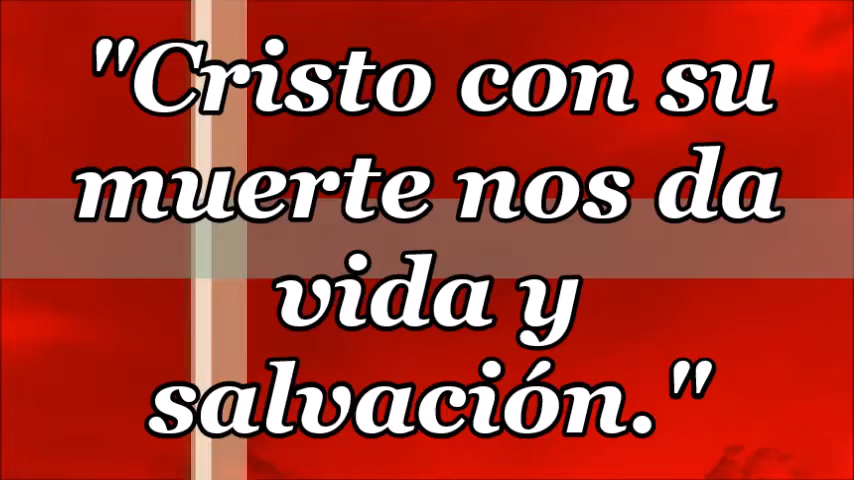 "Cristo con su
muerte nos da
vida y
salvación."